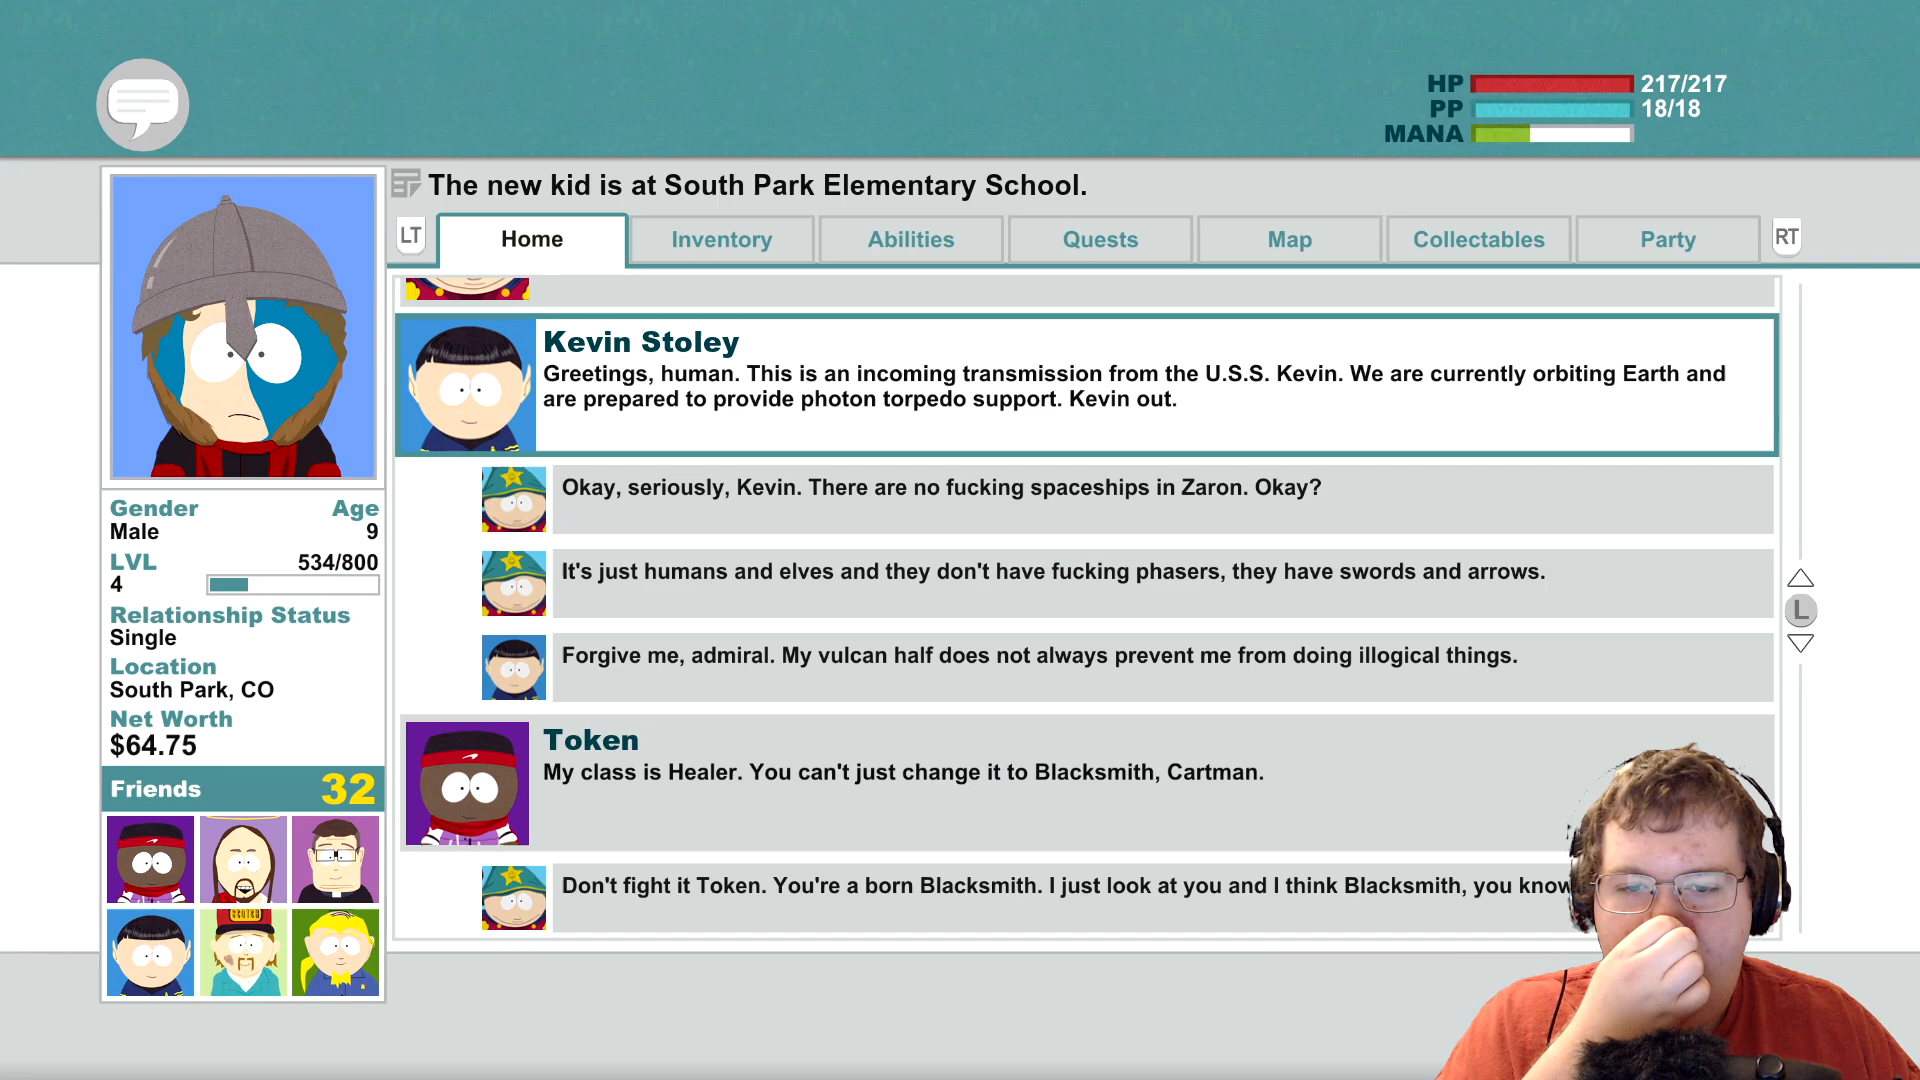 HP 217/217
PP 18/18
MANA
The new kid is at South Park Elementary School.
LT Home Inventory Abilities Quests Map Collectables Party RT
Kevin Stoley
Greetings, human. This is an incoming transmission from the U.S.S. Kevin. We are currently orbiting Earth and
are prepared to provide photon torpedo support. Kevin out.
Okay, seriously, Kevin. There are no fucking spaceships in Zaron. Okay?
It's just humans and elves and they don't have fucking phasers, they have swords and arrows.
Forgive me, admiral. My vulcan half does not always prevent me from doing illogical things.
L
Token
My class is Healer. You can't just change it to Blacksmith, Cartman.
Don't fight it Token. You're a born Blacksmith. I just look at you and I think Blacksmith, you know
Gender Age
Male 9
LVL 534/800
4
Relationship Status
Single
Location
South Park, CO
Net Worth
$64.75
Friends 32
SCOTCH